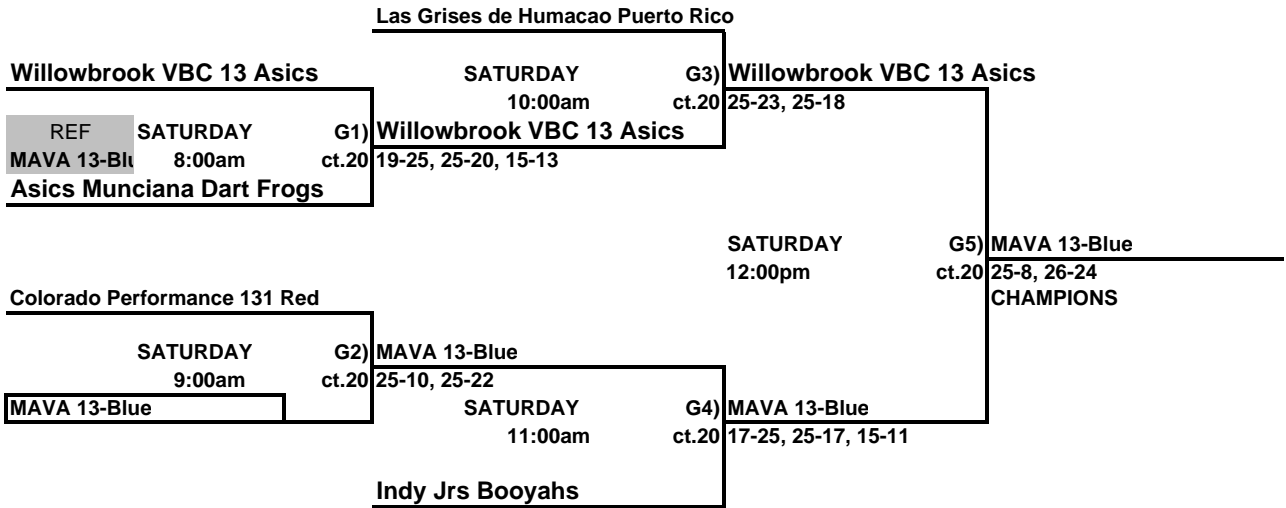 Las Grises de Humacao Puerto Rico
Willowbrook VBC 13 Asics SATURDAY G3) Willowbrook VBC 13 Asics
10:00am ct.20 25-23, 25-18
REF SATURDAY G1) Willowbrook VBC 13 Asics
MAVA 13-Blu 8:00am ct.20 19-25, 25-20, 15-13
Asics Munciana Dart Frogs
SATURDAY G5) MAVA 13-Blue
12:00pm ct.20 25-8, 26-24
Colorado Performance 131 Red CHAMPIONS
SATURDAY G2) MAVA 13-Blue
9:00am ct.20 25-10, 25-22
MAVA 13-Blue SATURDAY G4) MAVA 13-Blue
11:00am ct.20 17-25, 25-17, 15-11
Indy Jrs Booyahs